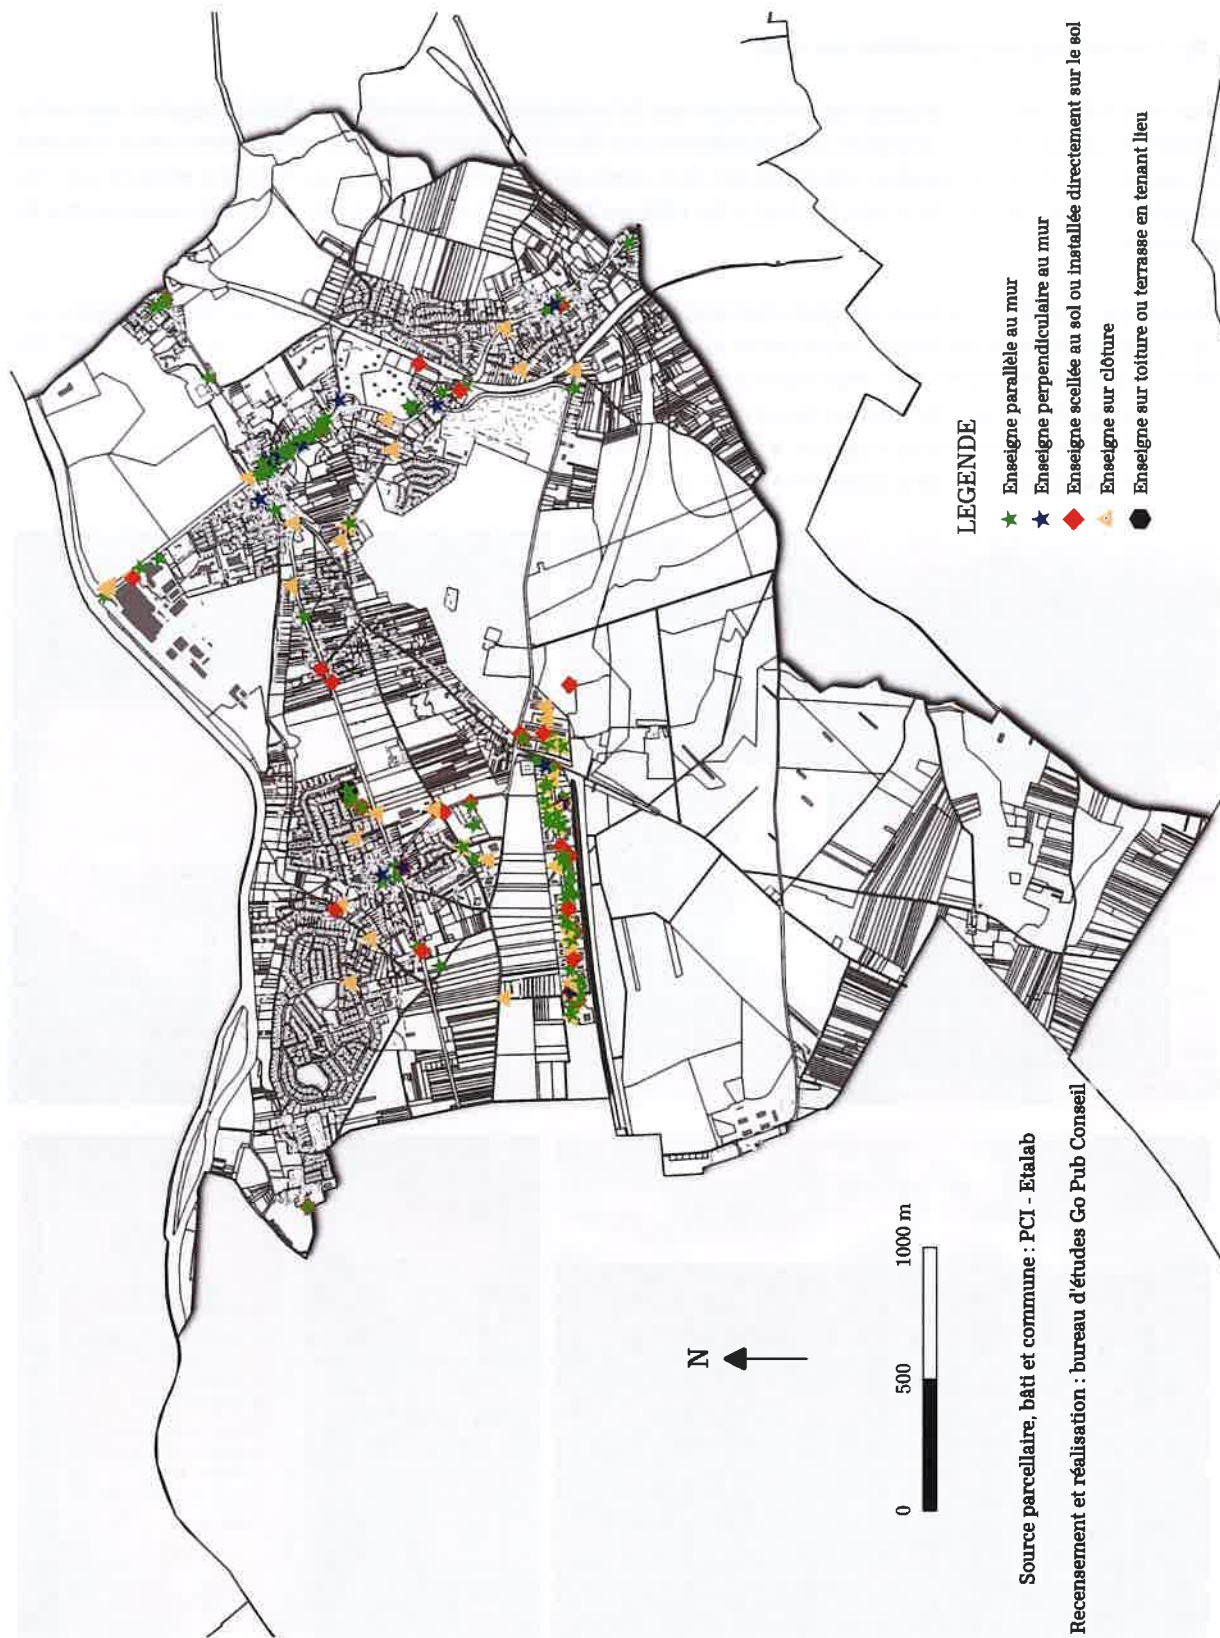 N
0 500 1000 m
Source parcellaire, bâti et commune : PCI - Etalab
Recensement et réalisation : bureau d'études Go Pub Conseil
LEGENDE
Enseigne parallèle au mur
Enseigne perpendiculaire au mur
Enseigne scellée au sol ou installée directement sur le sol
Enseigne sur clôture
Enseigne sur toiture ou terrasse en tenant lieu